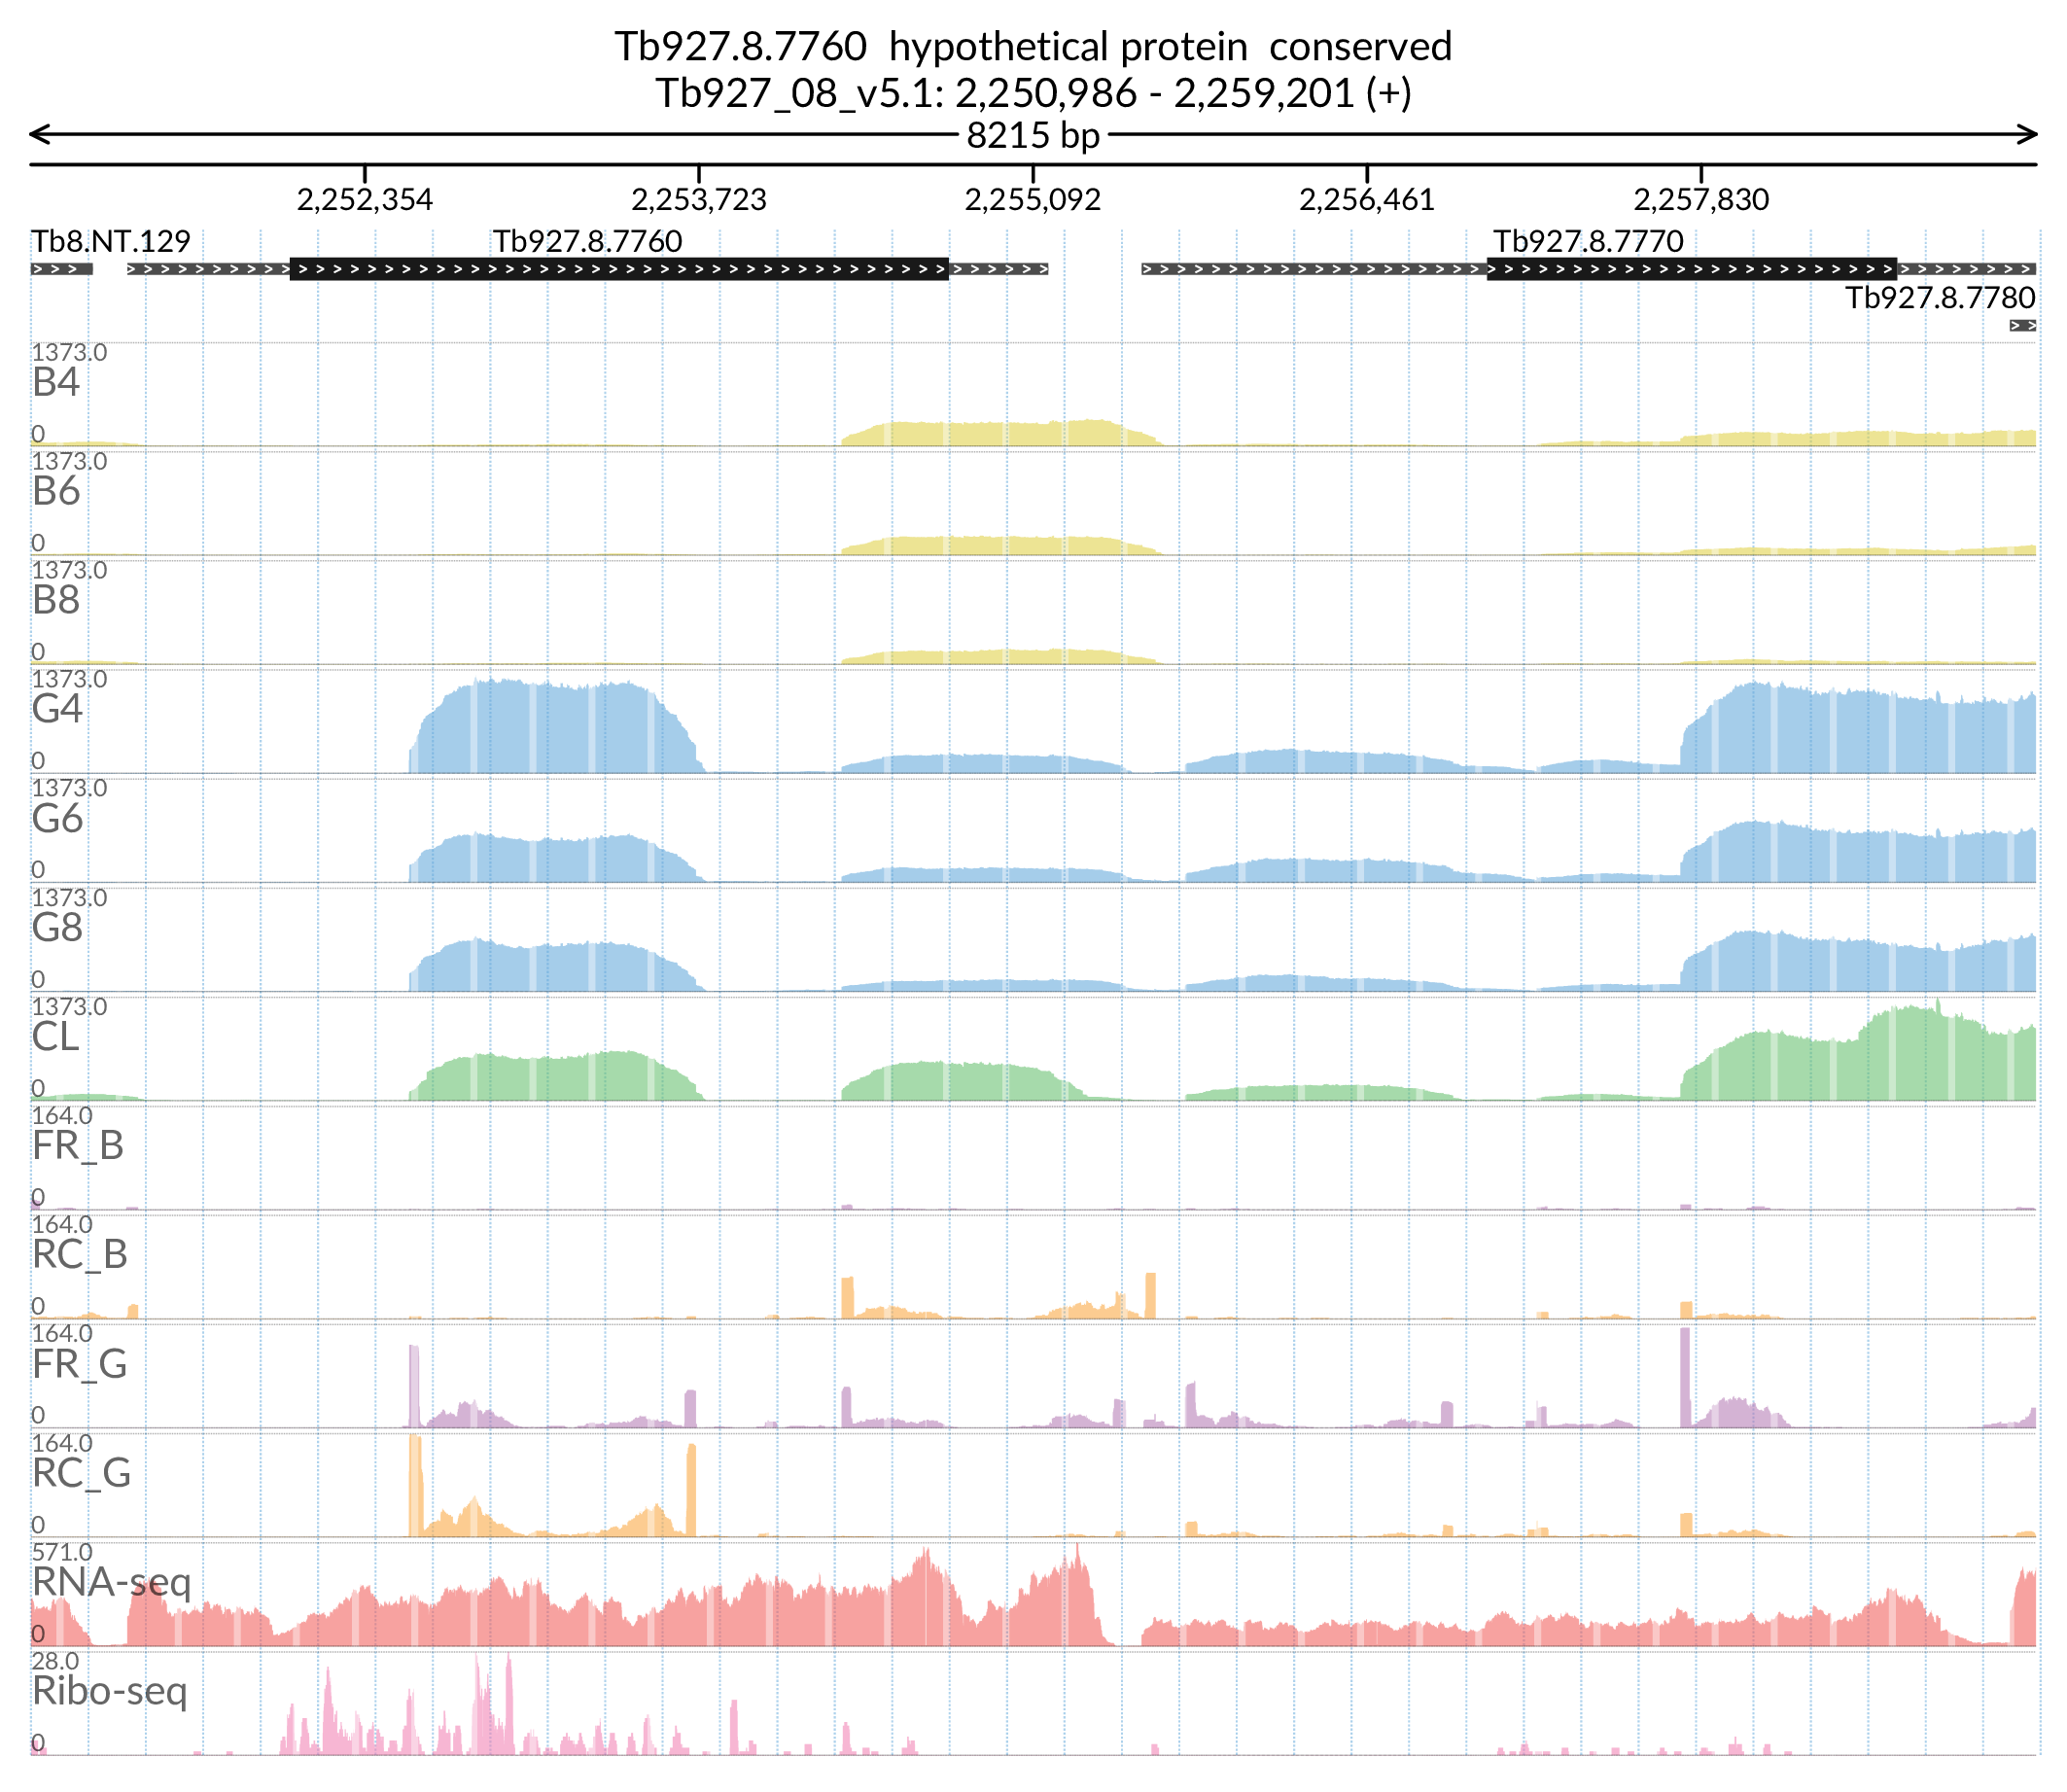 Tb927.8.7760  hypothetical protein  conserved
Tb927_08_v5.1: 2,250,986 - 2,259,201 (+)
8215 bp
2,252,354 2,253,723 2,255,092 2,256,461 2,257,830
Tb8.NT.129 Tb927.8.7760 Tb927.8.7770
Tb927.8.7780
1373.0
B4
0
1373.0
B6
0
1373.0
B8
0
1373.0
G4
0
1373.0
G6
0
1373.0
G8
0
1373.0
CL
0
164.0
FR_B
0
164.0
RC_B
0
164.0
FR_G
0
164.0
RC_G
0
571.0
RNA-seq
0
28.0
Ribo-seq
0